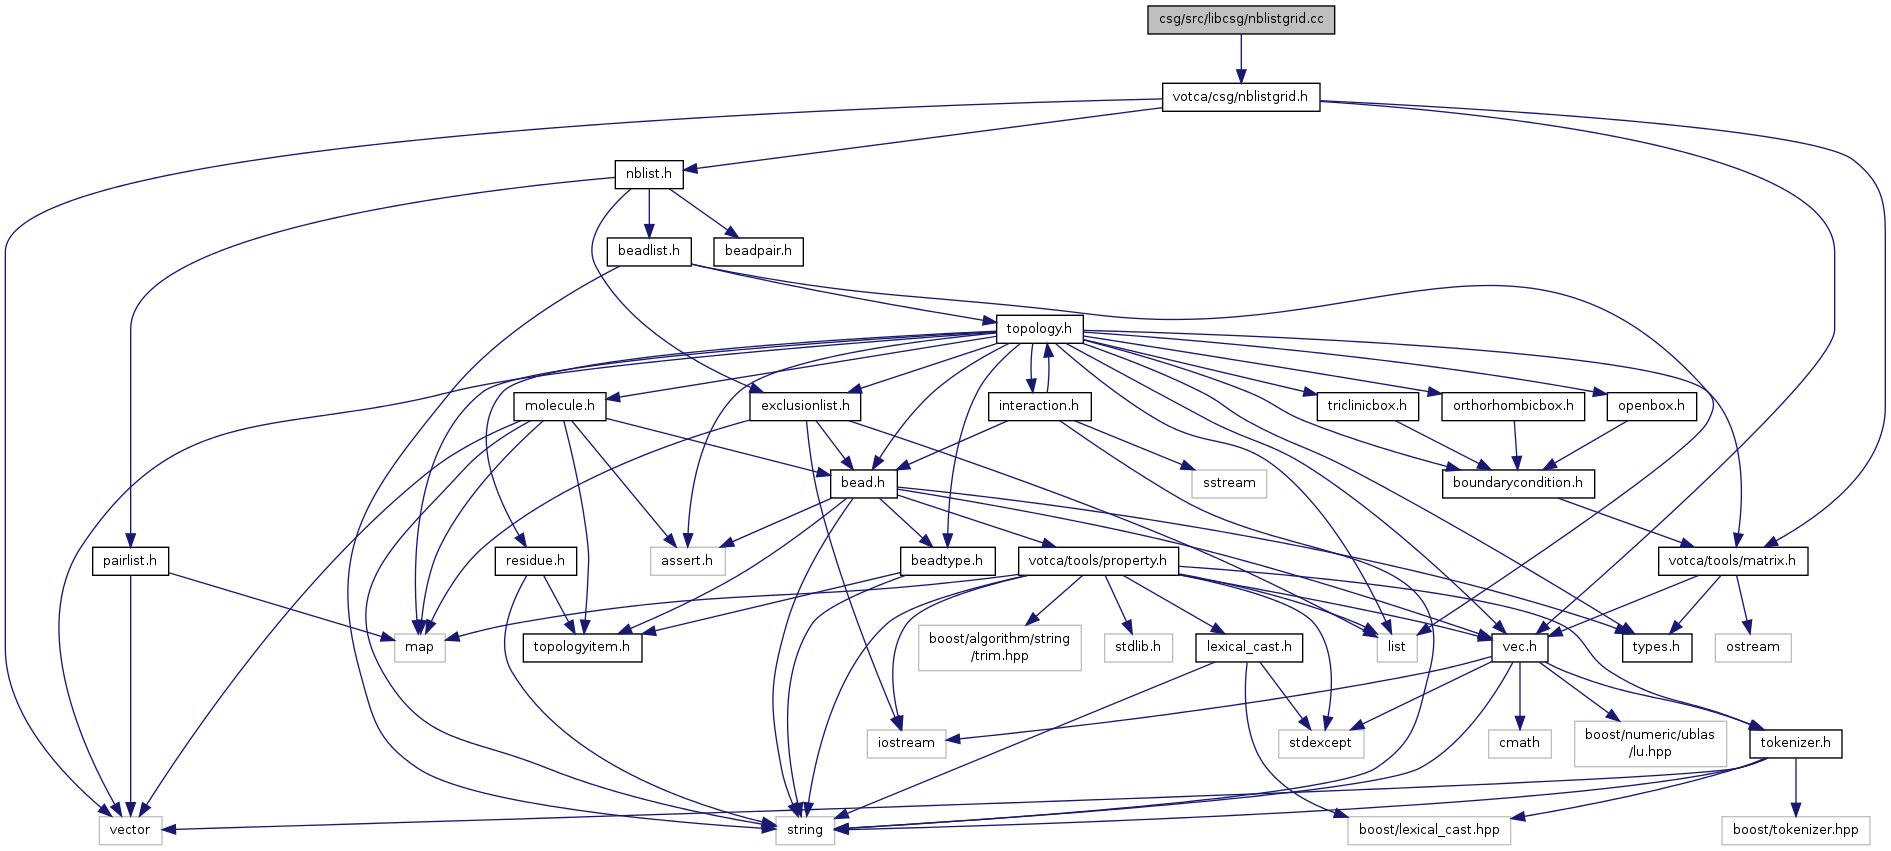 csg/src/libcsg/nblistgrid.cc
votca/csg/nblistgrid.h
nblist.h
beadlist.h
beadpair.h
topology.h
molecule.h
exclusionlist.h
interaction.h
triclinicbox.h
orthorhombicbox.h
openbox.h
bead.h
sstream
boundarycondition.h
pairlist.h
residue.h
assert.h
beadtype.h
votca/tools/property.h
votca/tools/matrix.h
map
topologyitem.h
boost/algorithm/string
/trim.hpp
stdlib.h
lexical_cast.h
list
vec.h
types.h
ostream
iostream
stdexcept
cmath
boost/numeric/ublas
/lu.hpp
tokenizer.h
vector
string
boost/lexical_cast.hpp
boost/tokenizer.hpp